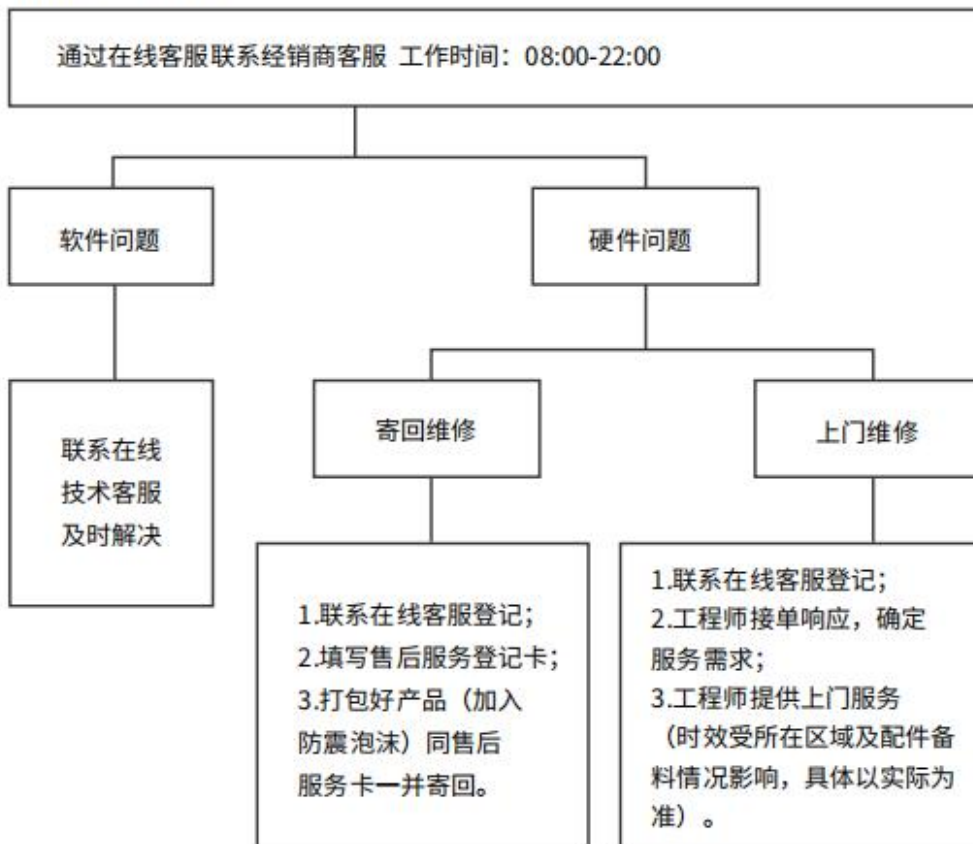 通过在线客服联系经销商客服 工作时间：08:00-22:00
软件问题
硬件问题
联系在线
技术客服
及时解决
寄回维修
上门维修
1.联系在线客服登记；
2.填写售后服务登记卡；
3.打包好产品（加入
防震泡沫）同售后
服务卡一并寄回。
1.联系在线客服登记；
2.工程师接单响应，确定
服务需求；
3.工程师提供上门服务
（时效受所在区域及配件备
料情况影响，具体以实际为
准）。